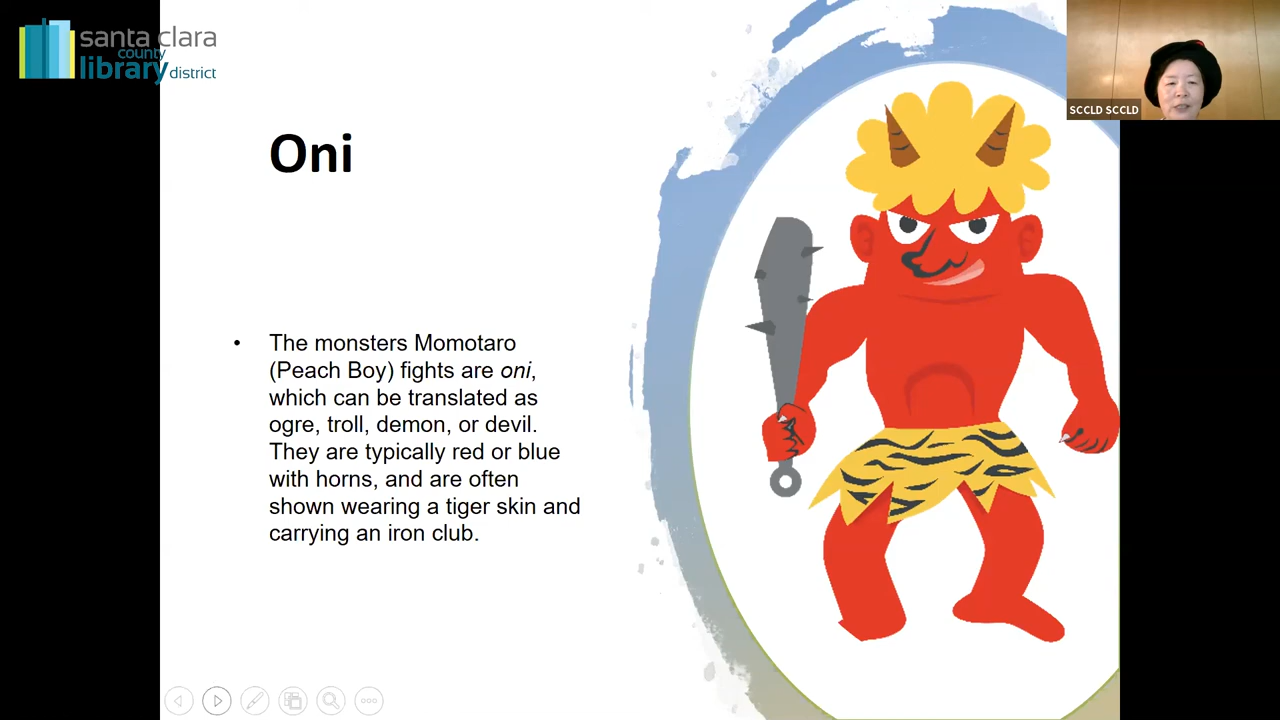 santa clara
county
library district
SCCLD SCCLD
Oni
• The monsters Momotaro
(Peach Boy) fights are oni,
which can be translated as
ogre, troll, demon, or devil.
They are typically red or blue
with horns, and are often
shown wearing a tiger skin and
carrying an iron club.